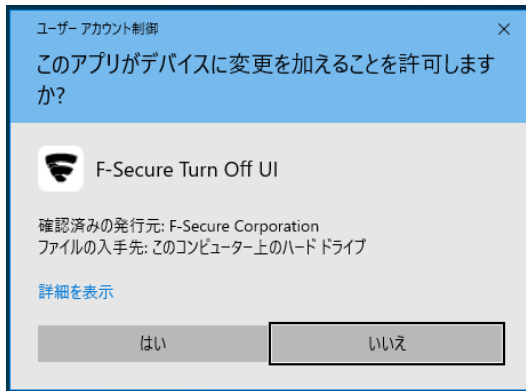 ユーザー アカウント制御
このアプリがデバイスに変更を加えることを許可します
か?
F-Secure Turn Off UI
確認済みの発行元: F-Secure Corporation
ファイルの入手先: このコンピューター上のハード ドライブ
詳細を表示
はい
いいえ